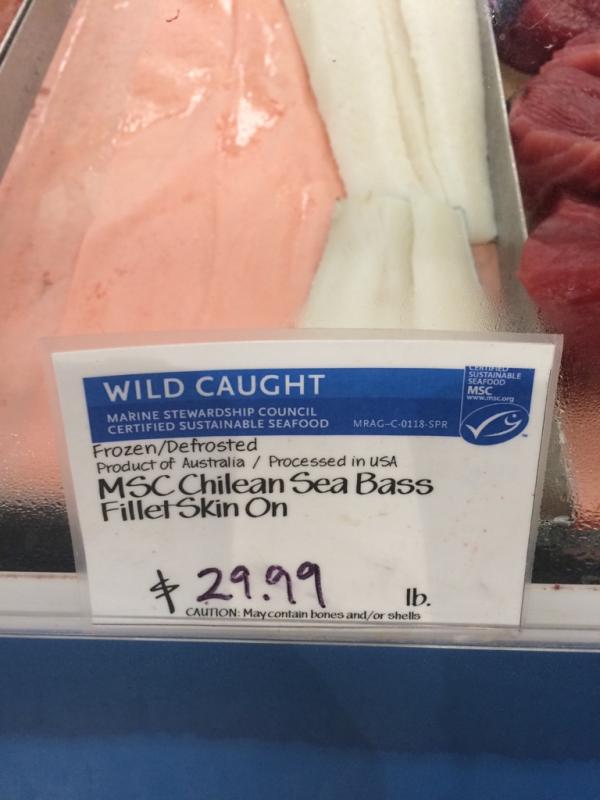 WILD CAUGHT
MARINE STEWARDSHIP COUNCIL
CERTIFIED SUSTAINABLE SEAFOOD MRAG-C-0118-SPR
CERTIFIED
SUSTAINABLE
SEAFOOD
MSC
www.msc.org
Frozen/Defrosted
Product of Australia / Processed in USA
MSC Chilean Sea Bass
Fillet Skin On
$ 29.99 lb.
CAUTION: May contain bones and/or shells